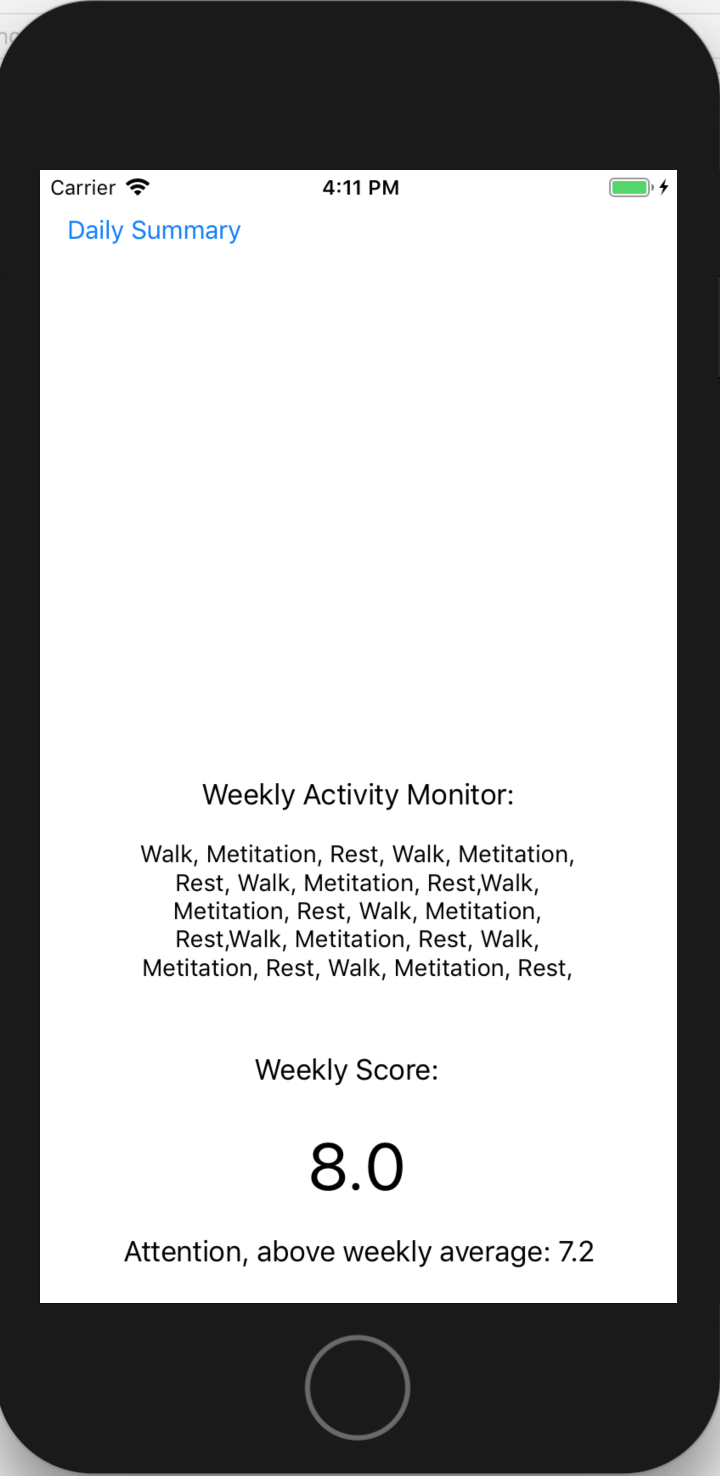 Carrier 4:11 PM
Daily Summary
Weekly Activity Monitor:
Walk, Metitation, Rest, Walk, Metitation,
Rest, Walk, Metitation, Rest,Walk,
Metitation, Rest, Walk, Metitation,
Rest,Walk, Metitation, Rest, Walk,
Metitation, Rest, Walk, Metitation, Rest,
Weekly Score:
8.0
Attention, above weekly average: 7.2